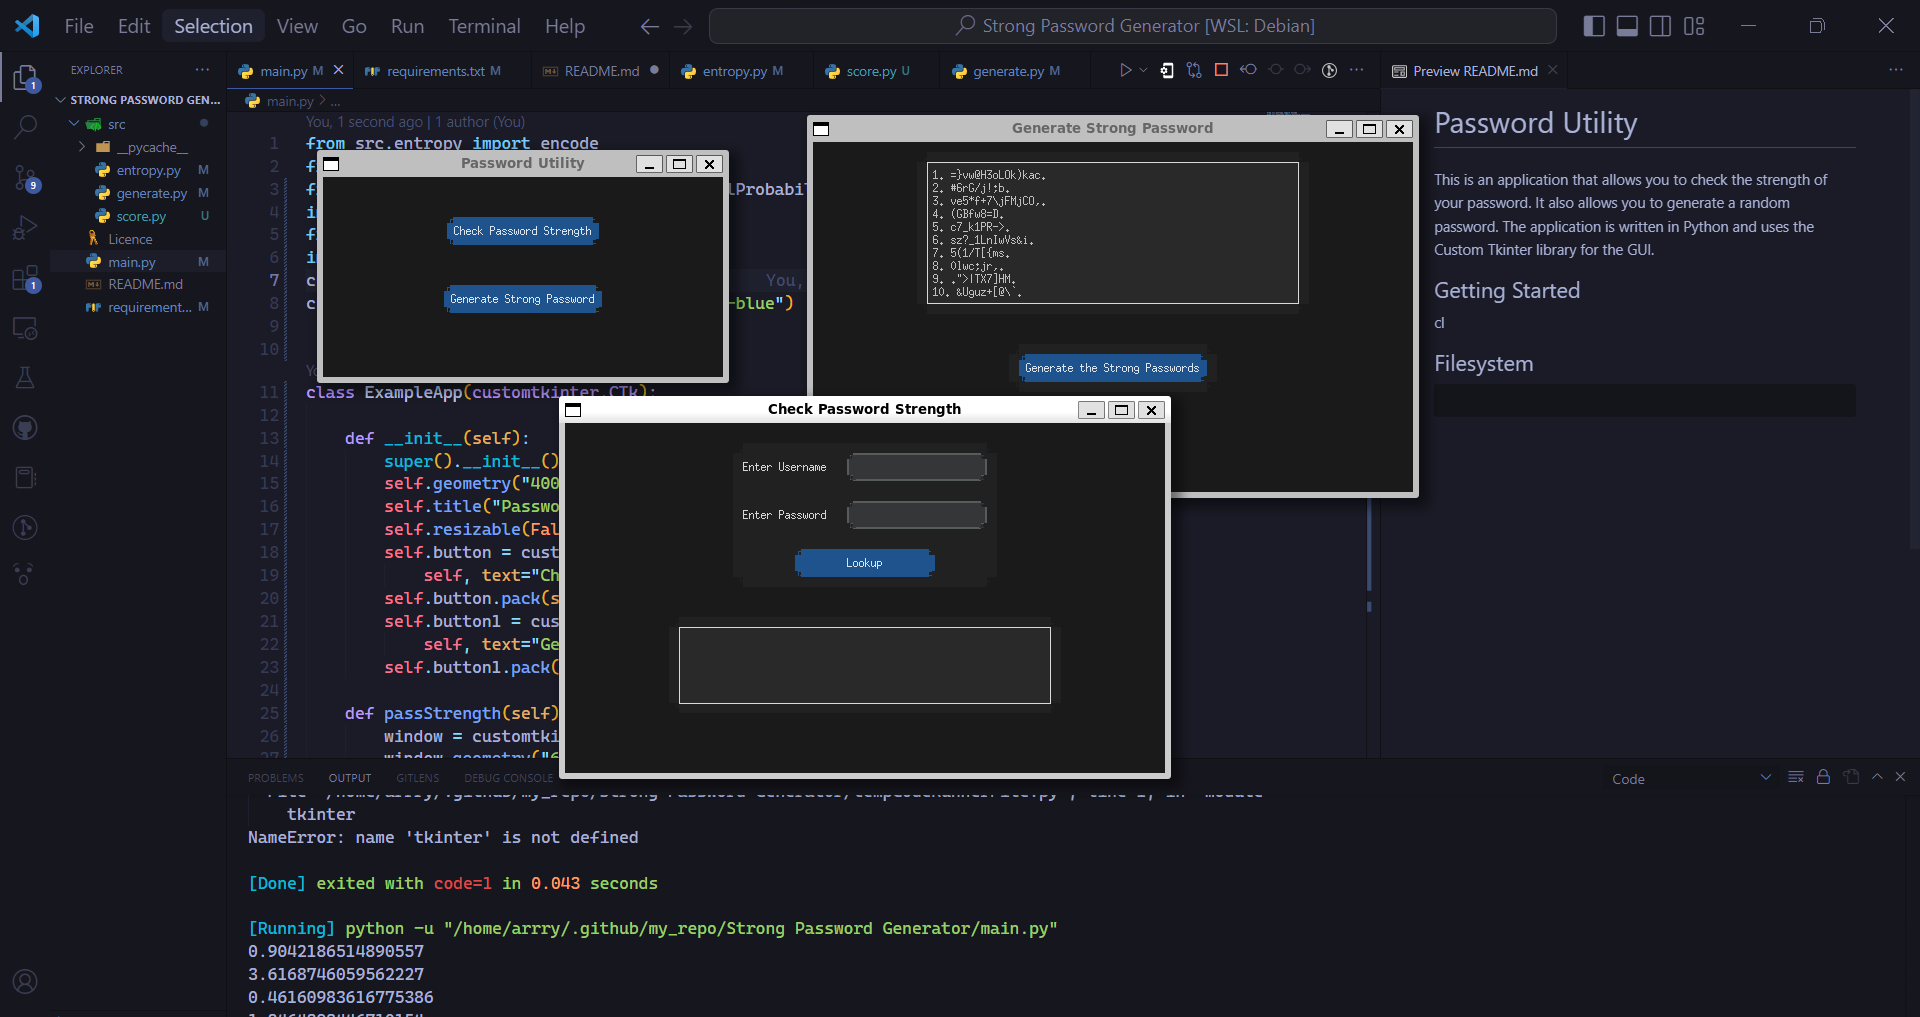 File Edit Selection View Go Run Terminal Help
Strong Password Generator [WSL: Debian]
EXPLORER
main.py M
requirements.txt M
README.md
entropy.py M
score.py U
generate.py M
Preview README.md
STRONG PASSWORD GEN...
src
__pycache__
entropy.py M
generate.py M
score.py U
Licence
main.py M
README.md
requirement... M
1
9
1
main.py > ...
You, 1 second ago | 1 author (You)
1 from src.entropy import encode
2
3 lProbabil
4
5
6
7 You,
8 -blue")
9
10
11 class ExampleApp(customtkinter.CTk):
12
13 def __init__(self):
14 super().__init__()
15 self.geometry("400
16 self.title("Passwo
17 self.resizable(Fal
18 self.button = cust
19 self, text="Ch
20 self.button.pack(s
21 self.button1 = cus
22 self, text="Ge
23 self.button1.pack(
24
25 def passStrength(self)
26 window = customtki
27 window.geometry("6
Password Utility
Check Password Strength
Generate Strong Password
Generate Strong Password
1. =}vw@H3oLOk)kac.
2. #6rG/j!;b.
3. ve5*f+7\jFMjCO,.
4. (GBfw8=D.
5. c7_k1PR->.
6. sz?_1LnIwVs&i.
7. 5(1/T[{ms.
8. Olwc;jr,.
9. .">|TX7]HM.
10. &Uguz+[@\`.
Generate the Strong Passwords
Check Password Strength
Enter Username
Enter Password
Lookup
Password Utility
This is an application that allows you to check the strength of
your password. It also allows you to generate a random
password. The application is written in Python and uses the
Custom Tkinter library for the GUI.
Getting Started
cl
Filesystem
PROBLEMS OUTPUT GITLENS DEBUG CONSOLE
Code
tkinter
NameError: name 'tkinter' is not defined
[Done] exited with code=1 in 0.043 seconds
[Running] python -u "/home/arrry/.github/my_repo/Strong Password Generator/main.py"
0.9042186514890557
3.6168746059562227
0.46160983616775386